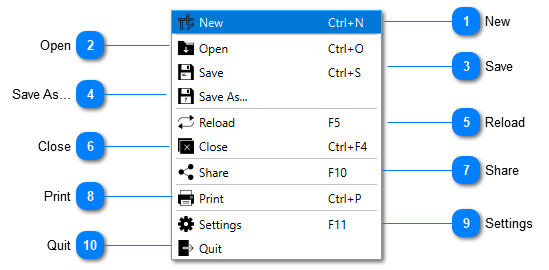 New Ctrl+N 1 New
Open 2 Open Ctrl+O
Save Ctrl+S 3 Save
Save As... 4 Save As...
Reload F5 5 Reload
Close 6 Close Ctrl+F4
Share F10 7 Share
Print 8 Print Ctrl+P
Settings F11 9 Settings
Quit 10 Quit